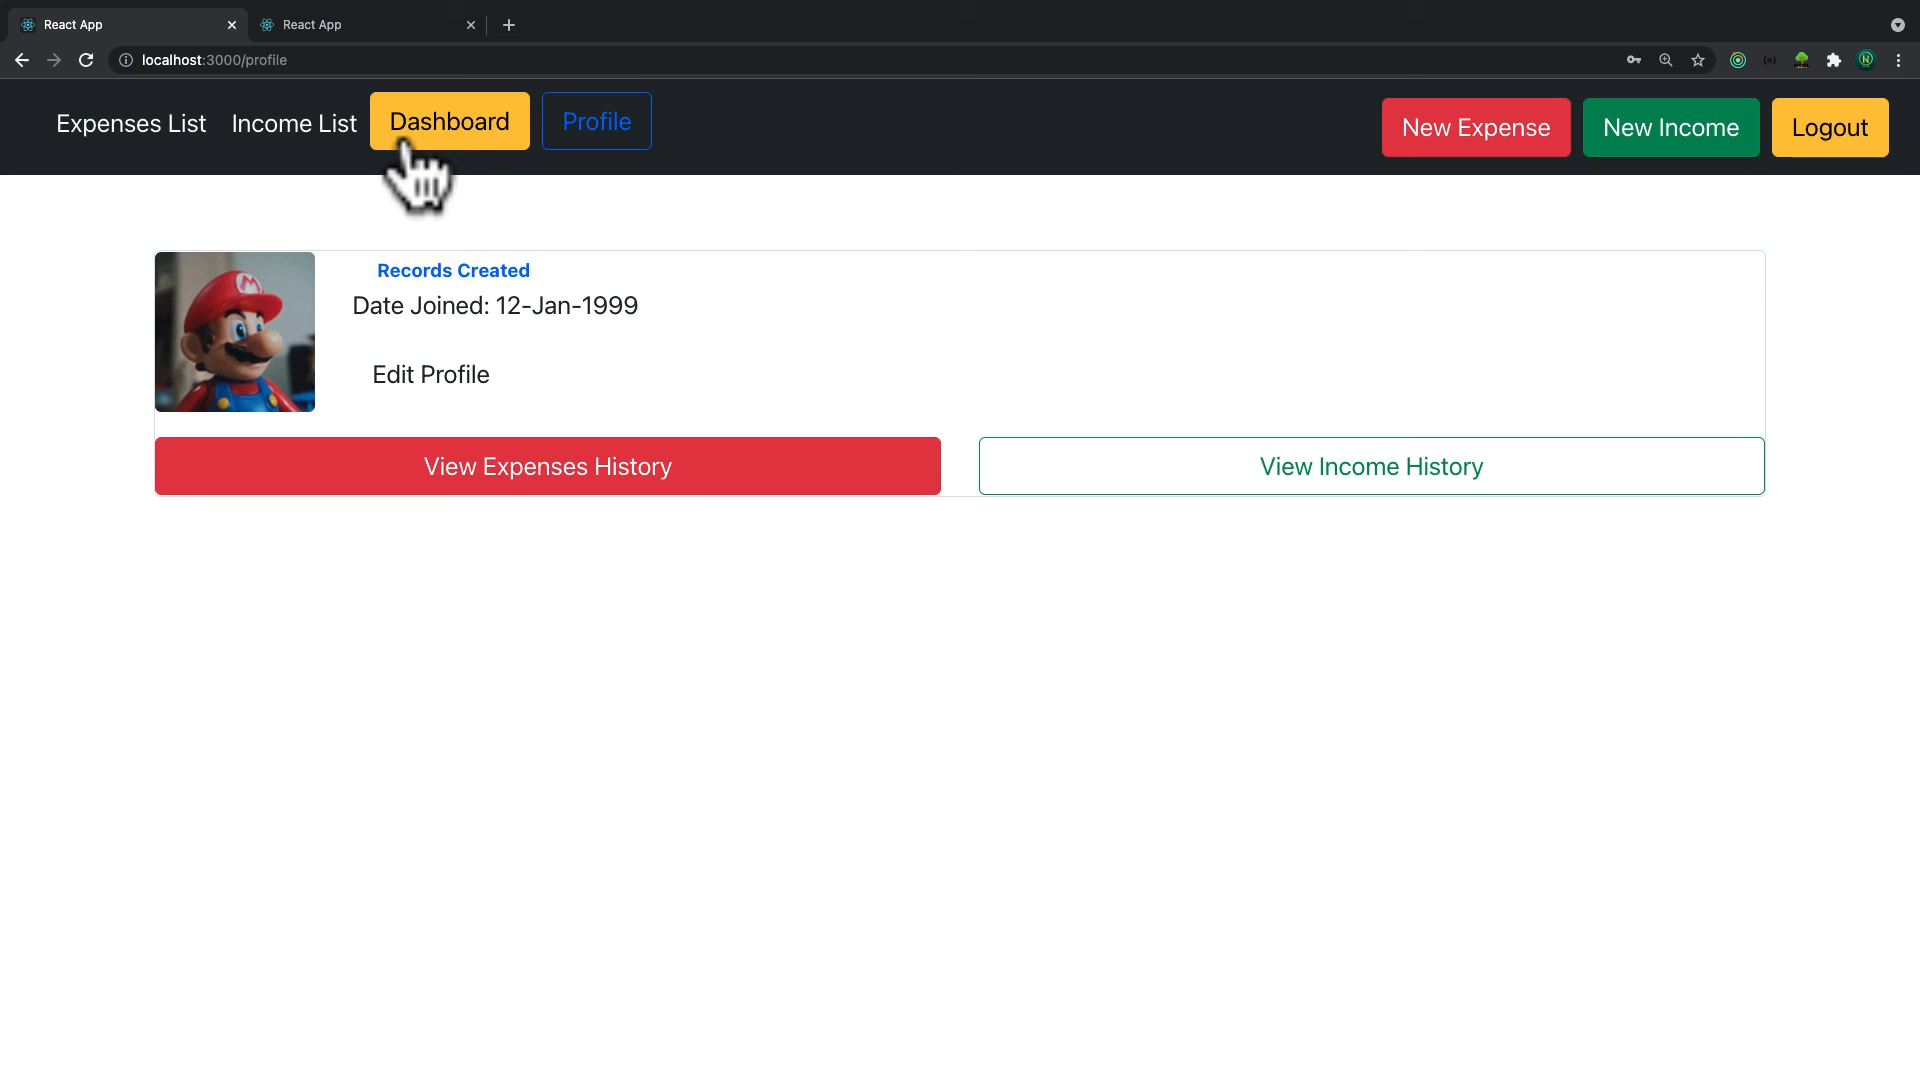 React App
React App
localhost:3000/profile
Expenses List Income List Dashboard Profile New Expense New Income Logout
Records Created
Date Joined: 12-Jan-1999
Edit Profile
View Expenses History View Income History